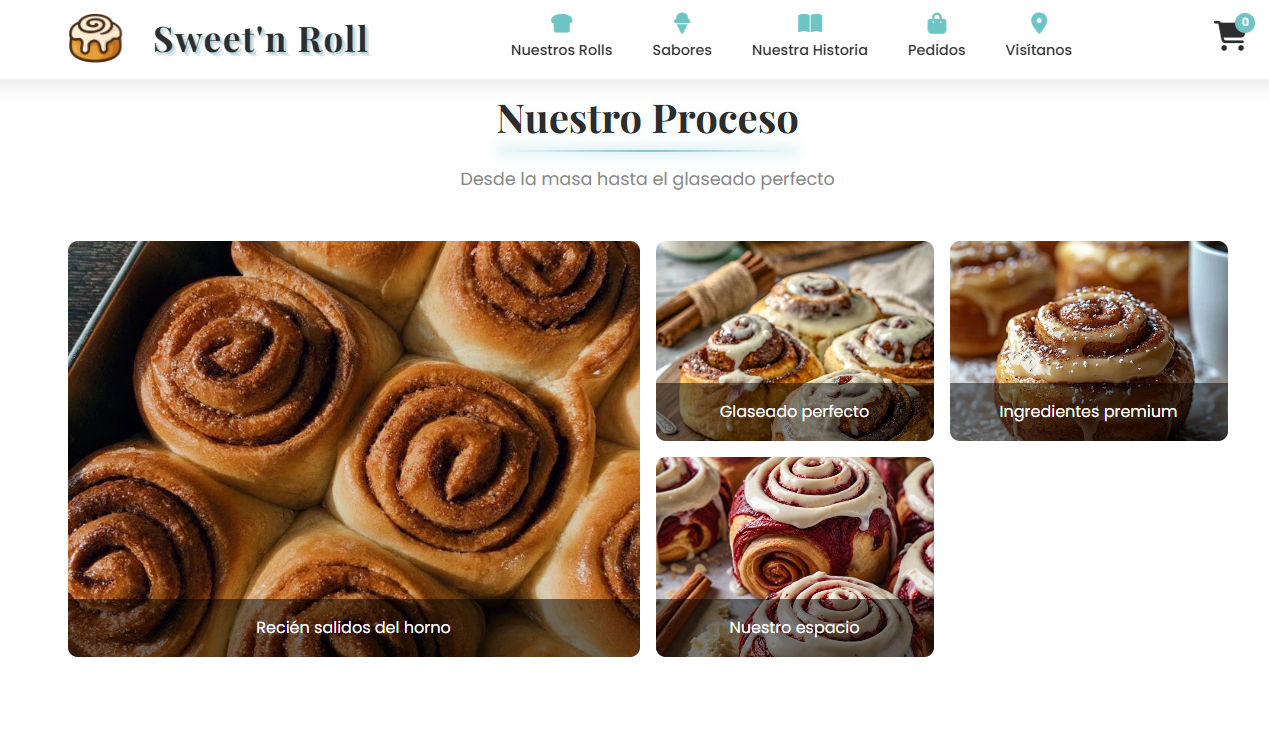 Sweet'n Roll
Nuestros Rolls
Sabores
Nuestra Historia
Pedidos
Visítanos
0
Nuestro Proceso
Desde la masa hasta el glaseado perfecto
Glaseado perfecto
Ingredientes premium
Recién salidos del horno
Nuestro espacio